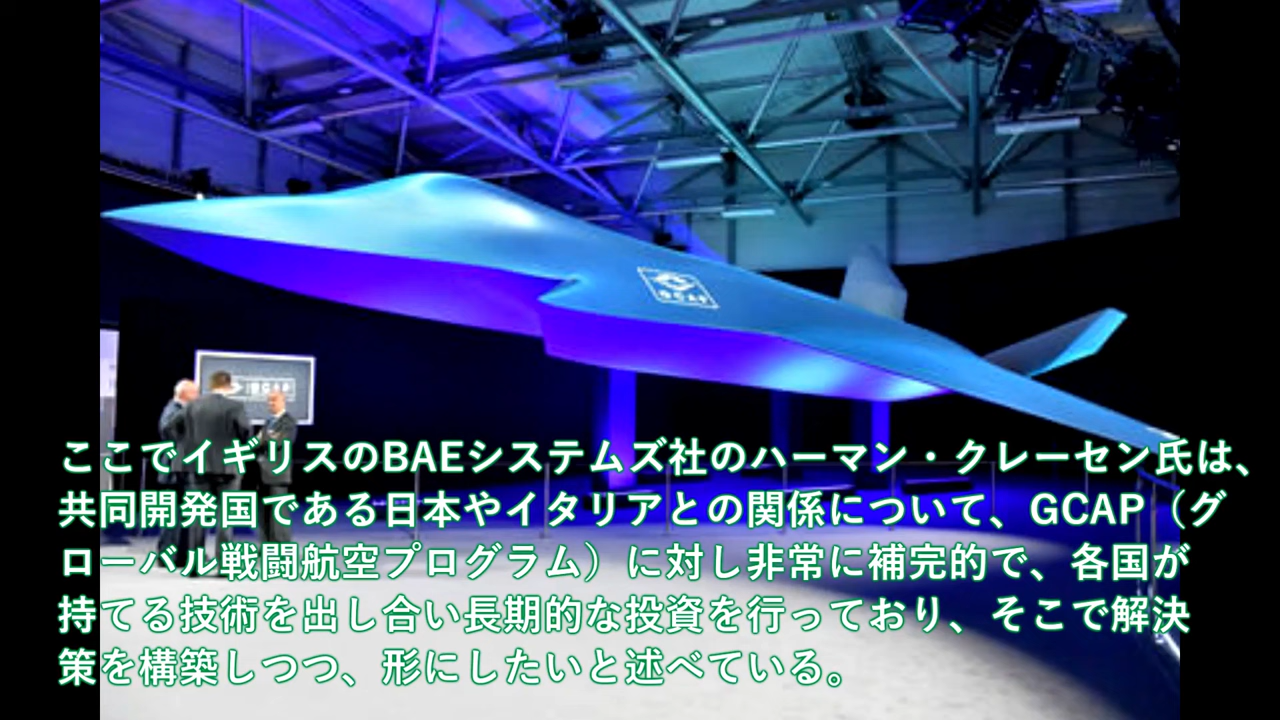 GCAP
GCAP
ここでイギリスのBAEシステムズ社のハーマン・クレーセン氏は、
共同開発国である日本やイタリアとの関係について、GCAP（グ
ローバル戦闘航空プログラム）に対し非常に補完的で、各国が
持てる技術を出し合い長期的な投資を行っており、そこで解決
策を構築しつつ、形にしたいと述べている。